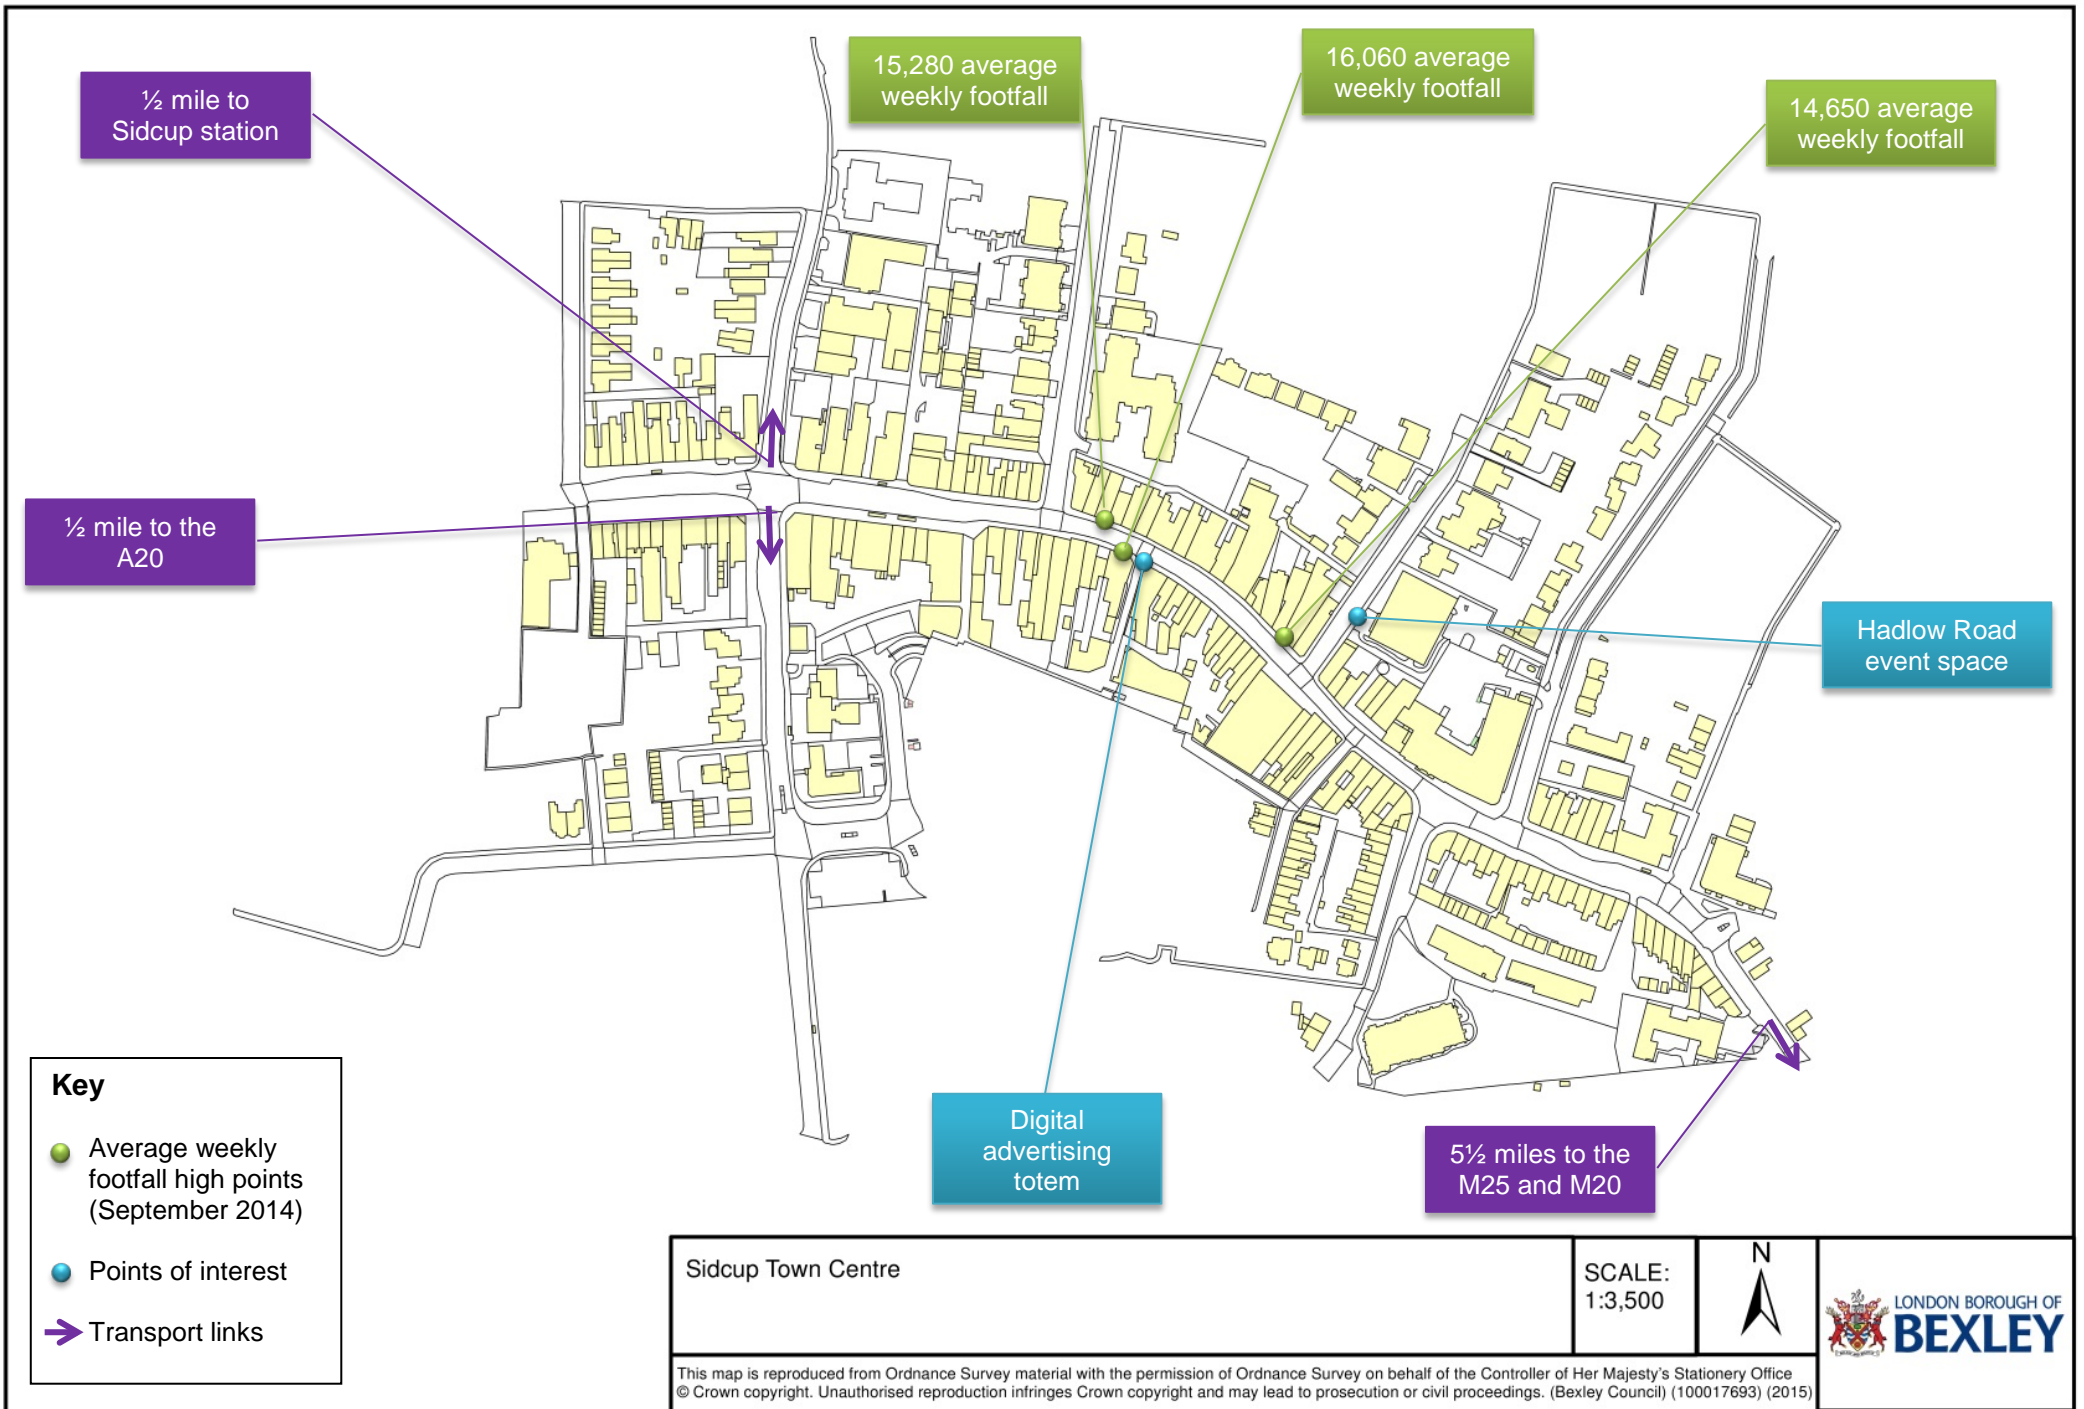 ½ mile to
Sidcup station
15,280 average
weekly footfall
16,060 average
weekly footfall
14,650 average
weekly footfall
½ mile to the
A20
Hadlow Road
event space
Digital
advertising
totem
5½ miles to the
M25 and M20
Key
Average weekly
footfall high points
(September 2014)
Points of interest
Transport links
Sidcup Town Centre
SCALE:
1:3,500
N
LONDON BOROUGH OF
BEXLEY
This map is reproduced from Ordnance Survey material with the permission of Ordnance Survey on behalf of the Controller of Her Majesty's Stationery Office
© Crown copyright. Unauthorised reproduction infringes Crown copyright and may lead to prosecution or civil proceedings. (Bexley Council) (100017693) (2015)